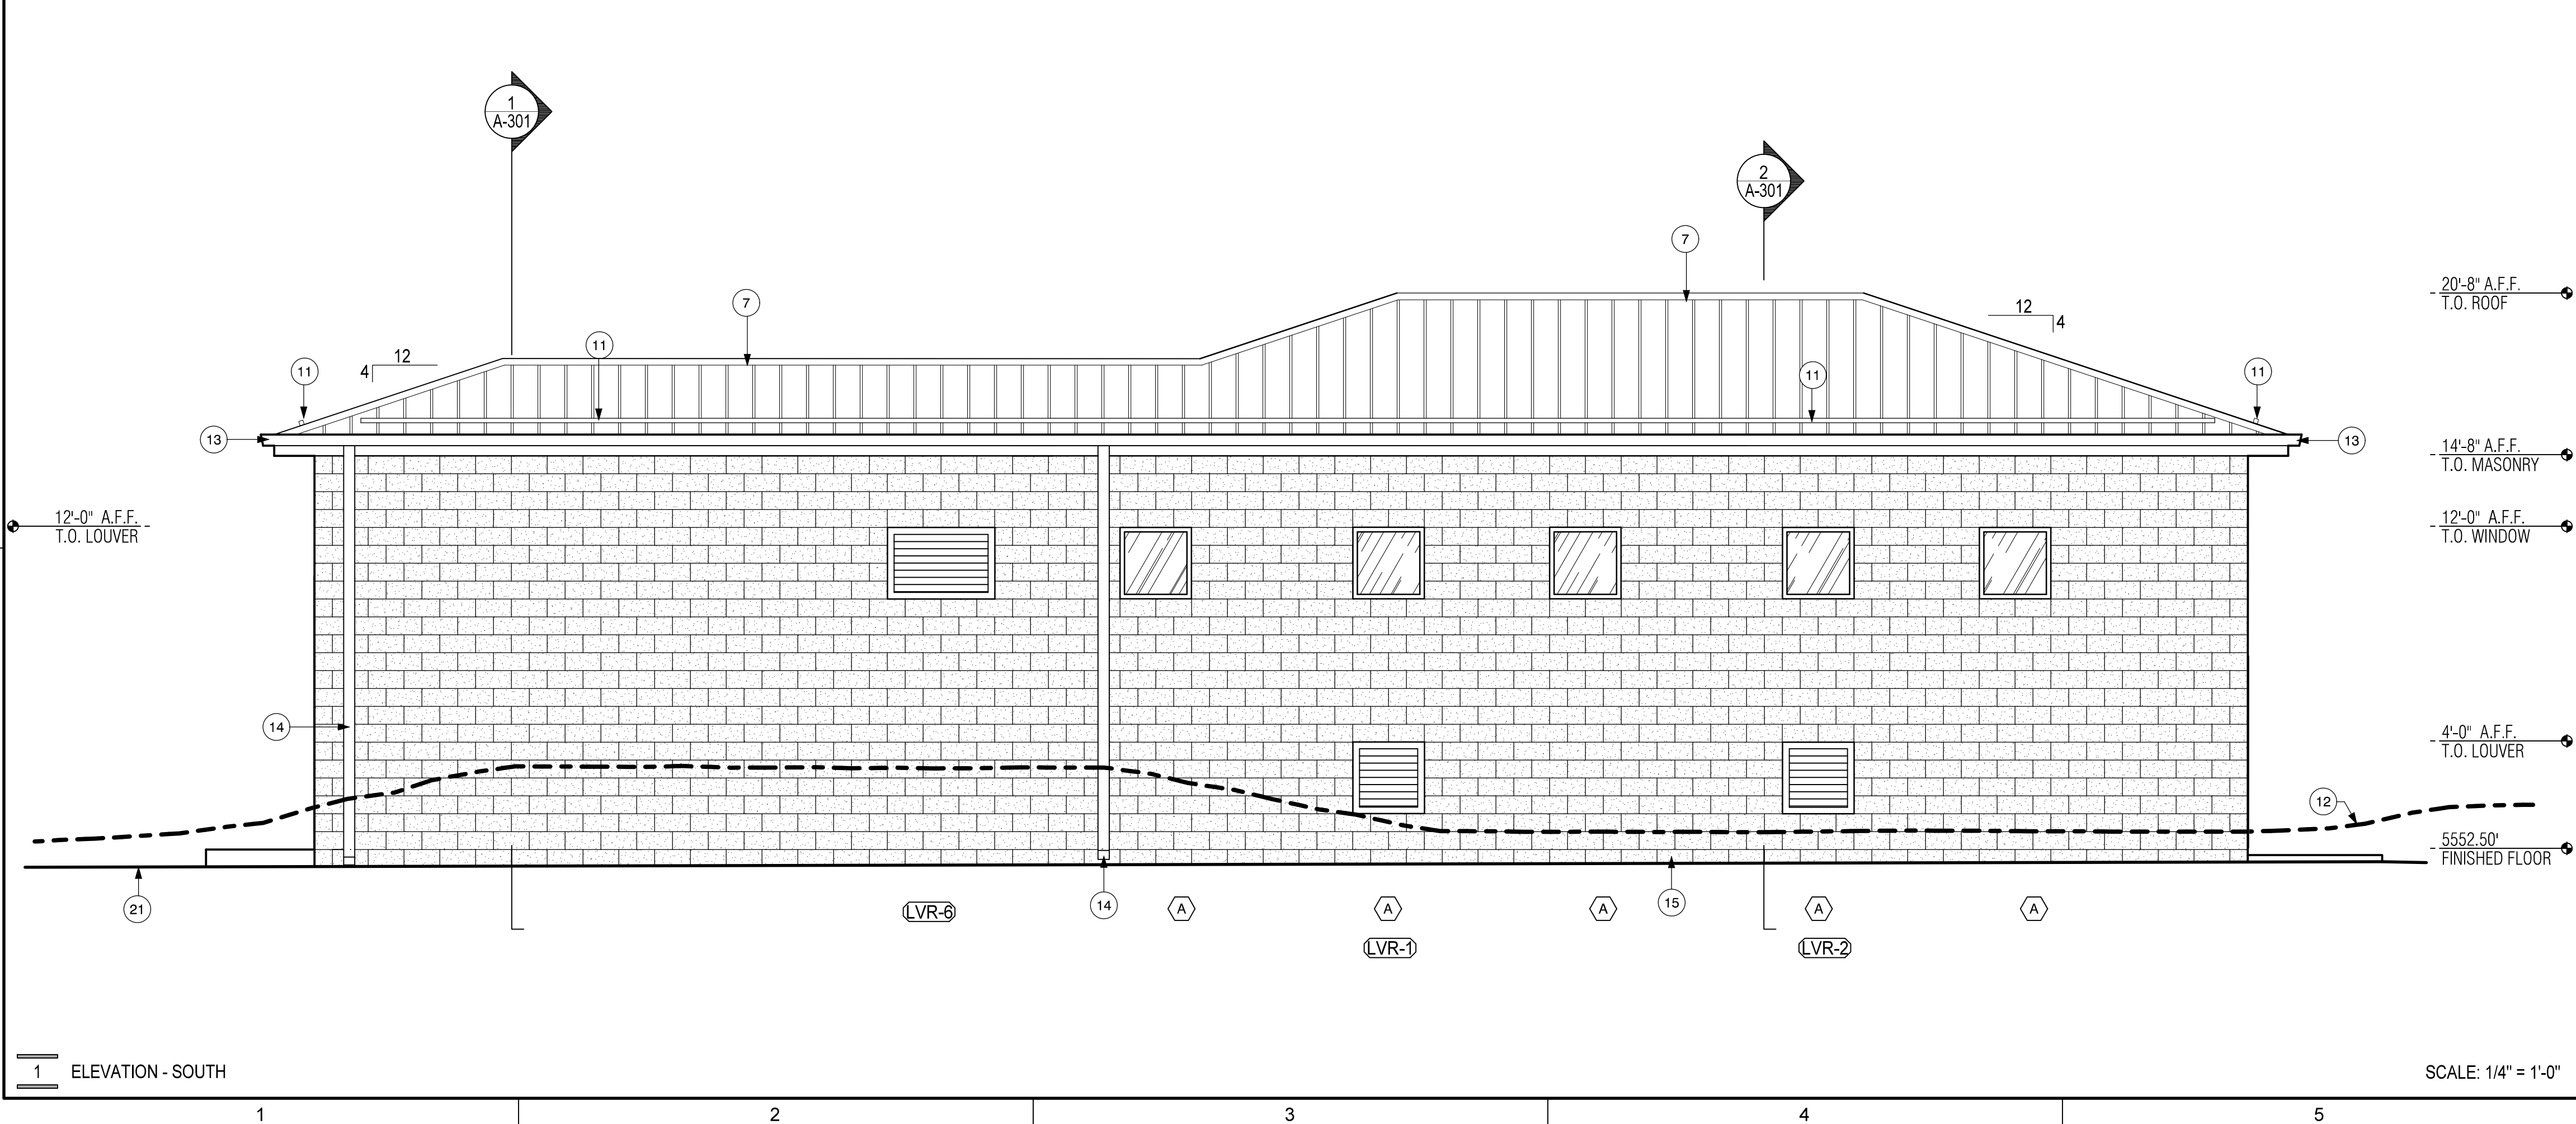 1
A-301
2
A-301
7
20'-8" A.F.F.
T.O. ROOF
7
12
4
11
12
4
11
11
11
13
13
14'-8" A.F.F.
T.O. MASONRY
12'-0" A.F.F.
T.O. LOUVER
12'-0" A.F.F.
T.O. WINDOW
14
4'-0" A.F.F.
T.O. LOUVER
12
5552.50'
FINISHED FLOOR
21
LVR-6
14
A
A
A
15
A
A
LVR-1
LVR-2
1 ELEVATION - SOUTH
SCALE: 1/4" = 1'-0"
1 2 3 4 5